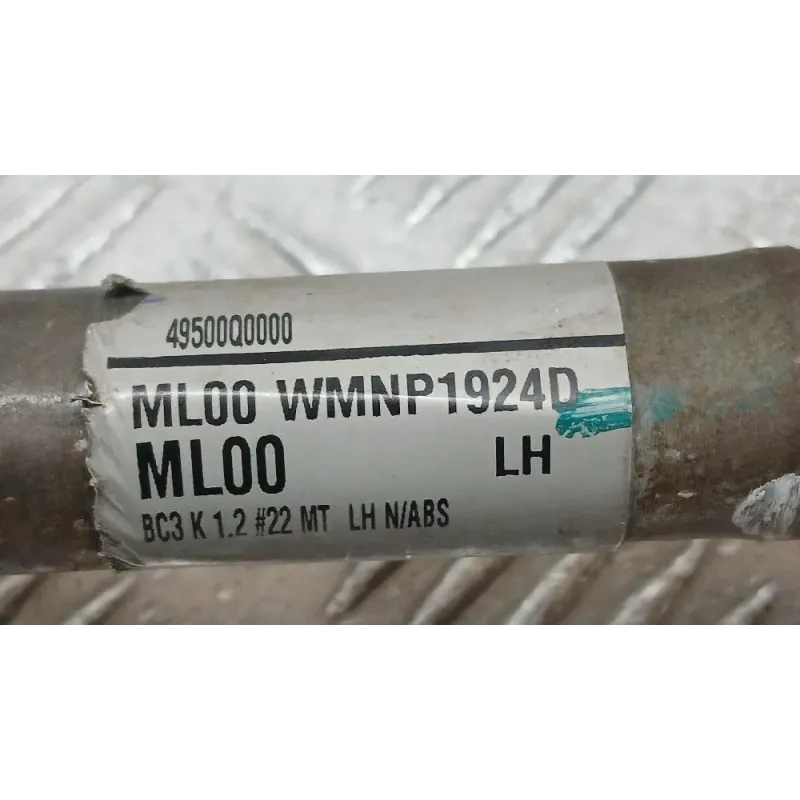 49500Q0000
ML00 WMNP1924D
ML00 LH
BC3 K 1.2 #22 MT LH N/ABS